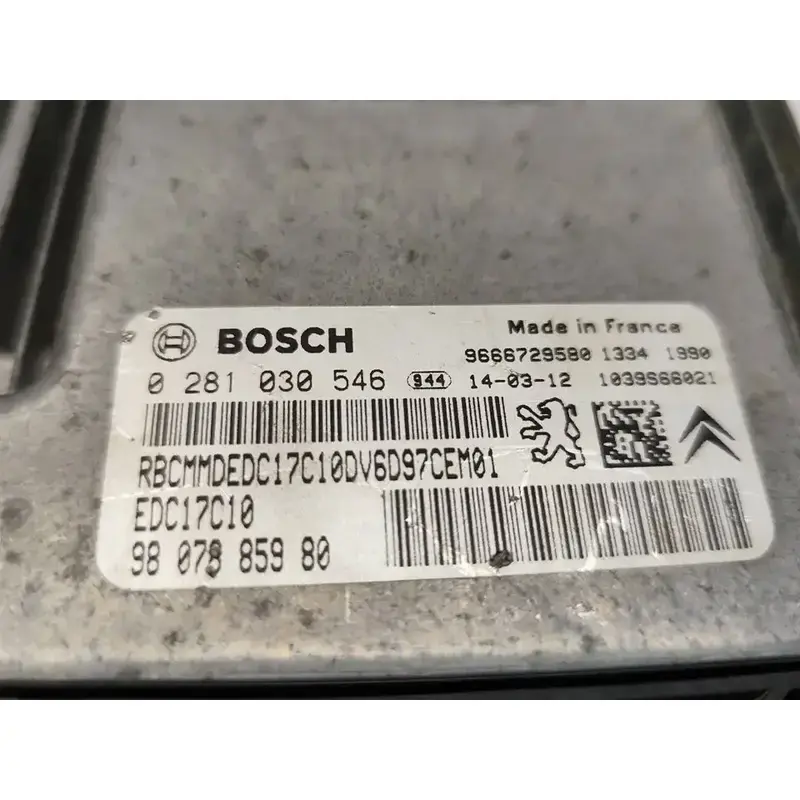 BOSCH
Made in France
9666729580 1334 1990
0 281 030 546 944 14-03-12 1039S66021
RBCMMDEDC17C10DV6D97CEM01
EDC17C10
98 078 859 80